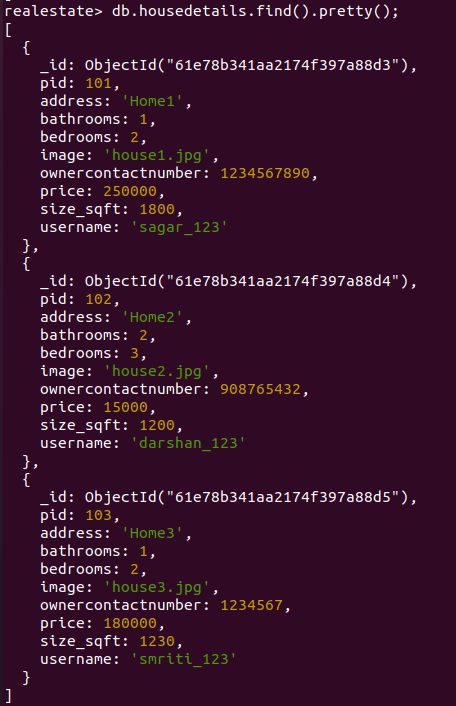 realestate> db.housedetails.find().pretty();
[
  {
    _id: ObjectId("61e78b341aa2174f397a88d3"),
    pid: 101,
    address: 'Home1',
    bathrooms: 1,
    bedrooms: 2,
    image: 'house1.jpg',
    ownercontactnumber: 1234567890,
    price: 250000,
    size_sqft: 1800,
    username: 'sagar_123'
  },
  {
    _id: ObjectId("61e78b341aa2174f397a88d4"),
    pid: 102,
    address: 'Home2',
    bathrooms: 2,
    bedrooms: 3,
    image: 'house2.jpg',
    ownercontactnumber: 908765432,
    price: 15000,
    size_sqft: 1200,
    username: 'darshan_123'
  },
  {
    _id: ObjectId("61e78b341aa2174f397a88d5"),
    pid: 103,
    address: 'Home3',
    bathrooms: 1,
    bedrooms: 2,
    image: 'house3.jpg',
    ownercontactnumber: 1234567,
    price: 180000,
    size_sqft: 1230,
    username: 'smriti_123'
  }
]